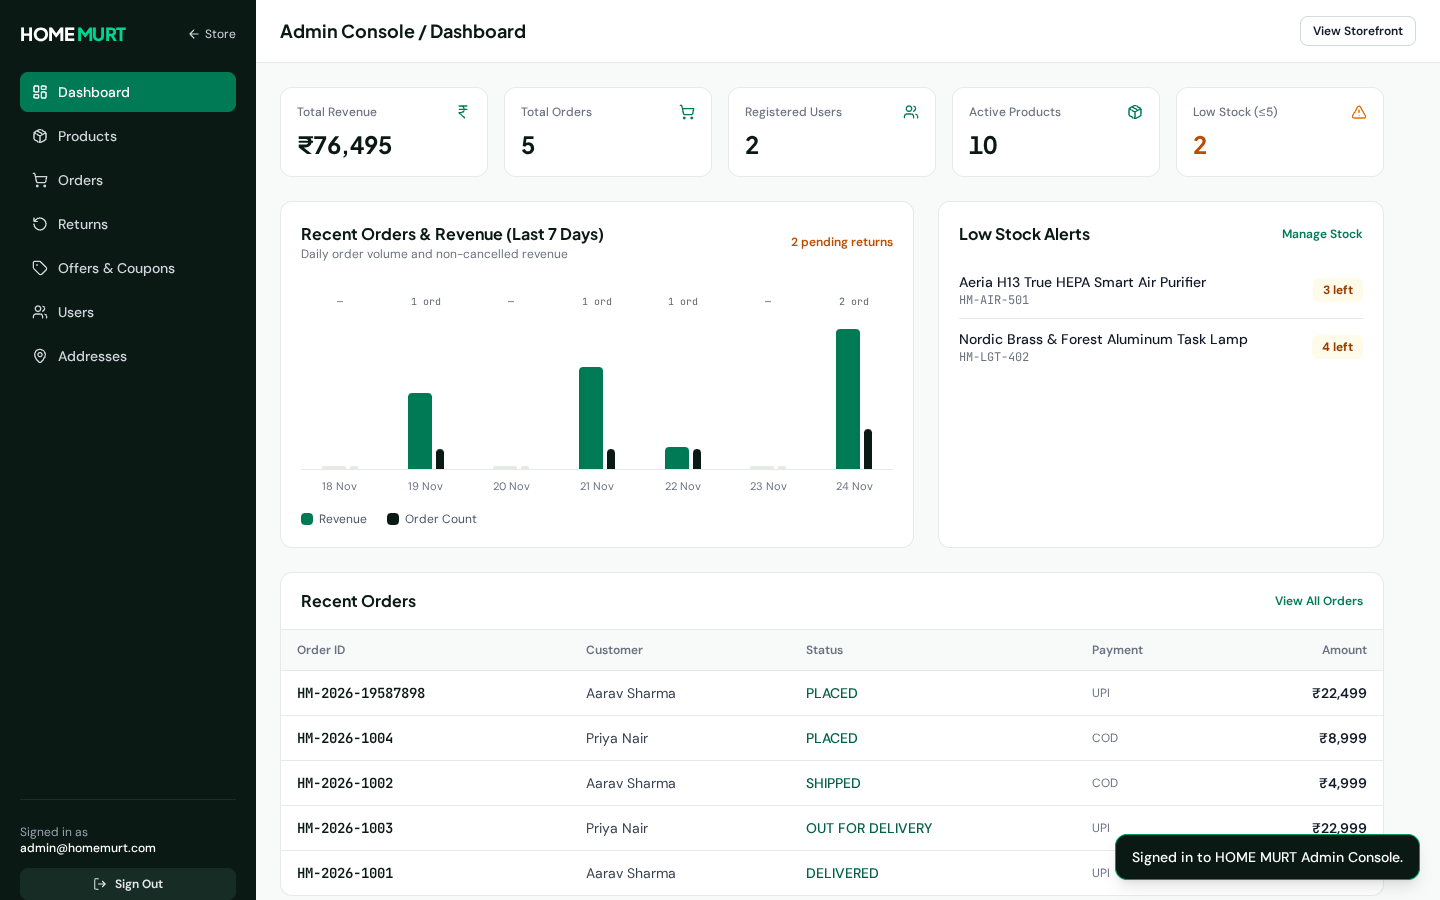 HOME MURT
Store
Dashboard
Products
Orders
Returns
Offers & Coupons
Users
Addresses
Signed in as
admin@homemurt.com
Sign Out
Admin Console / Dashboard
View Storefront
Total Revenue
₹76,495
Total Orders
5
Registered Users
2
Active Products
10
Low Stock (≤5)
2
Recent Orders & Revenue (Last 7 Days)
Daily order volume and non-cancelled revenue
2 pending returns
– 1 ord – 1 ord 1 ord – 2 ord
18 Nov 19 Nov 20 Nov 21 Nov 22 Nov 23 Nov 24 Nov
Revenue Order Count
Low Stock Alerts
Manage Stock
Aeria H13 True HEPA Smart Air Purifier
HM-AIR-501
3 left
Nordic Brass & Forest Aluminum Task Lamp
HM-LGT-402
4 left
Recent Orders
View All Orders
Order ID Customer Status Payment Amount
HM-2026-19587898 Aarav Sharma PLACED UPI ₹22,499
HM-2026-1004 Priya Nair PLACED COD ₹8,999
HM-2026-1002 Aarav Sharma SHIPPED COD ₹4,999
HM-2026-1003 Priya Nair OUT FOR DELIVERY UPI ₹22,999
HM-2026-1001 Aarav Sharma DELIVERED UPI
Signed in to HOME MURT Admin Console.